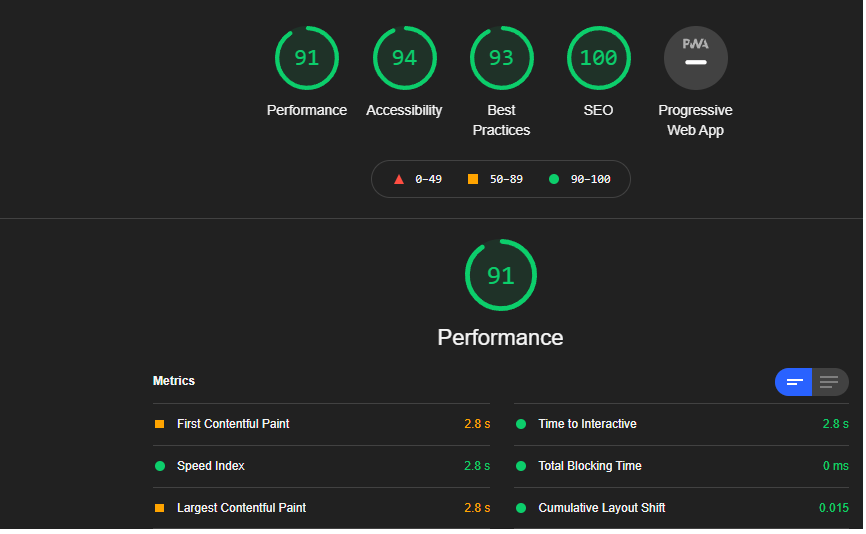 91 94 93 100 PWA
Performance Accessibility Best Practices SEO Progressive Web App
0–49 50–89 90–100
91
Performance
Metrics
First Contentful Paint 2.8 s
Time to Interactive 2.8 s
Speed Index 2.8 s
Total Blocking Time 0 ms
Largest Contentful Paint 2.8 s
Cumulative Layout Shift 0.015